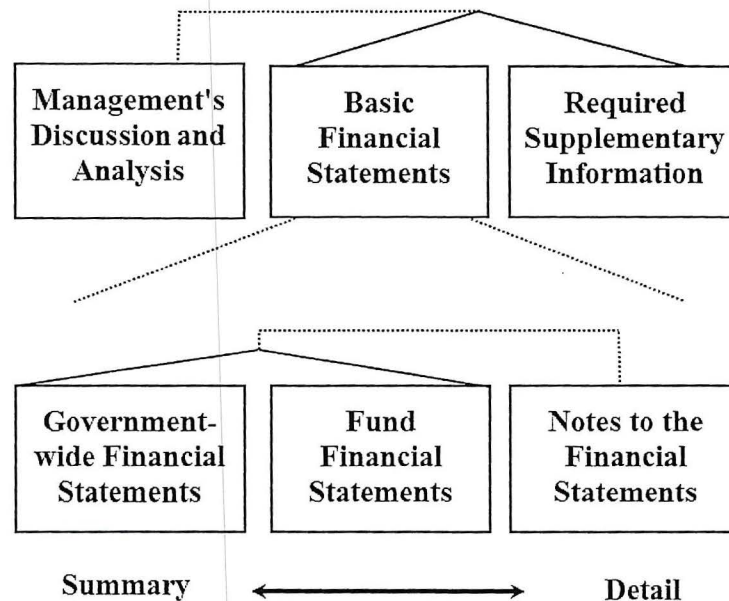 Management's
Discussion and
Analysis
Basic
Financial
Statements
Required
Supplementary
Information
Government-
wide Financial
Statements
Fund
Financial
Statements
Notes to the
Financial
Statements
Summary
Detail